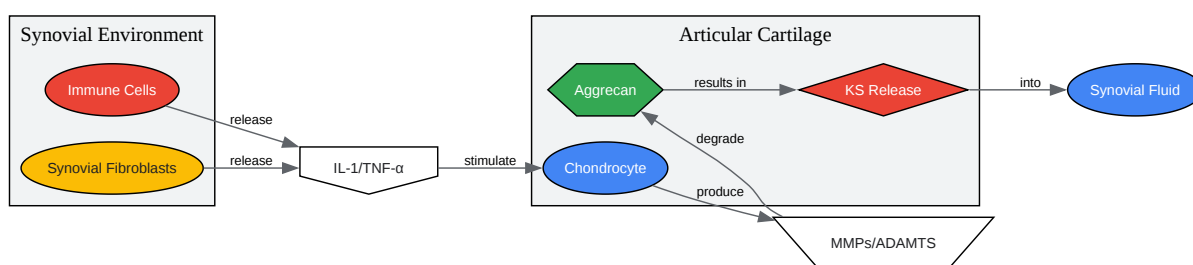 Synovial Environment
Articular Cartilage
Immune Cells
release
Synovial Fibroblasts
release
IL-1/TNF-α
stimulate
Aggrecan
results in
KS Release
into
Synovial Fluid
degrade
Chondrocyte
produce
MMPs/ADAMTS